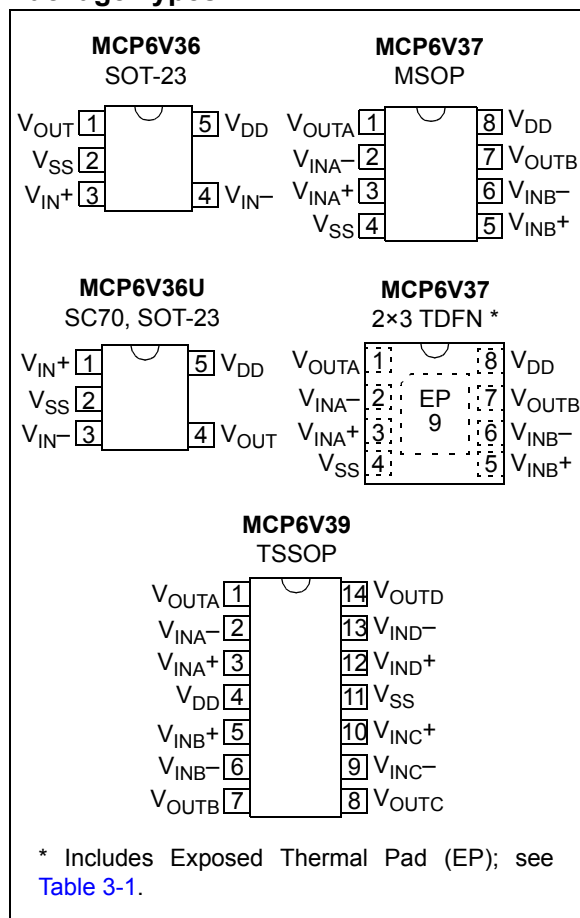 MCP6V36
SOT-23
VOUT 1 5 VDD
VSS 2
VIN+ 3 4 VIN–
MCP6V37
MSOP
VOUTA 1 8 VDD
VINA– 2 7 VOUTB
VINA+ 3 6 VINB–
VSS 4 5 VINB+
MCP6V36U
SC70, SOT-23
VIN+ 1 5 VDD
VSS 2
VIN– 3 4 VOUT
MCP6V37
2×3 TDFN *
VOUTA 1 8 VDD
VINA– 2 EP 7 VOUTB
VINA+ 3 9 6 VINB–
VSS 4 5 VINB+
MCP6V39
TSSOP
VOUTA 1 14 VOUTD
VINA– 2 13 VIND–
VINA+ 3 12 VIND+
VDD 4 11 VSS
VINB+ 5 10 VINC+
VINB– 6 9 VINC–
VOUTB 7 8 VOUTC
* Includes Exposed Thermal Pad (EP); see
Table 3-1.